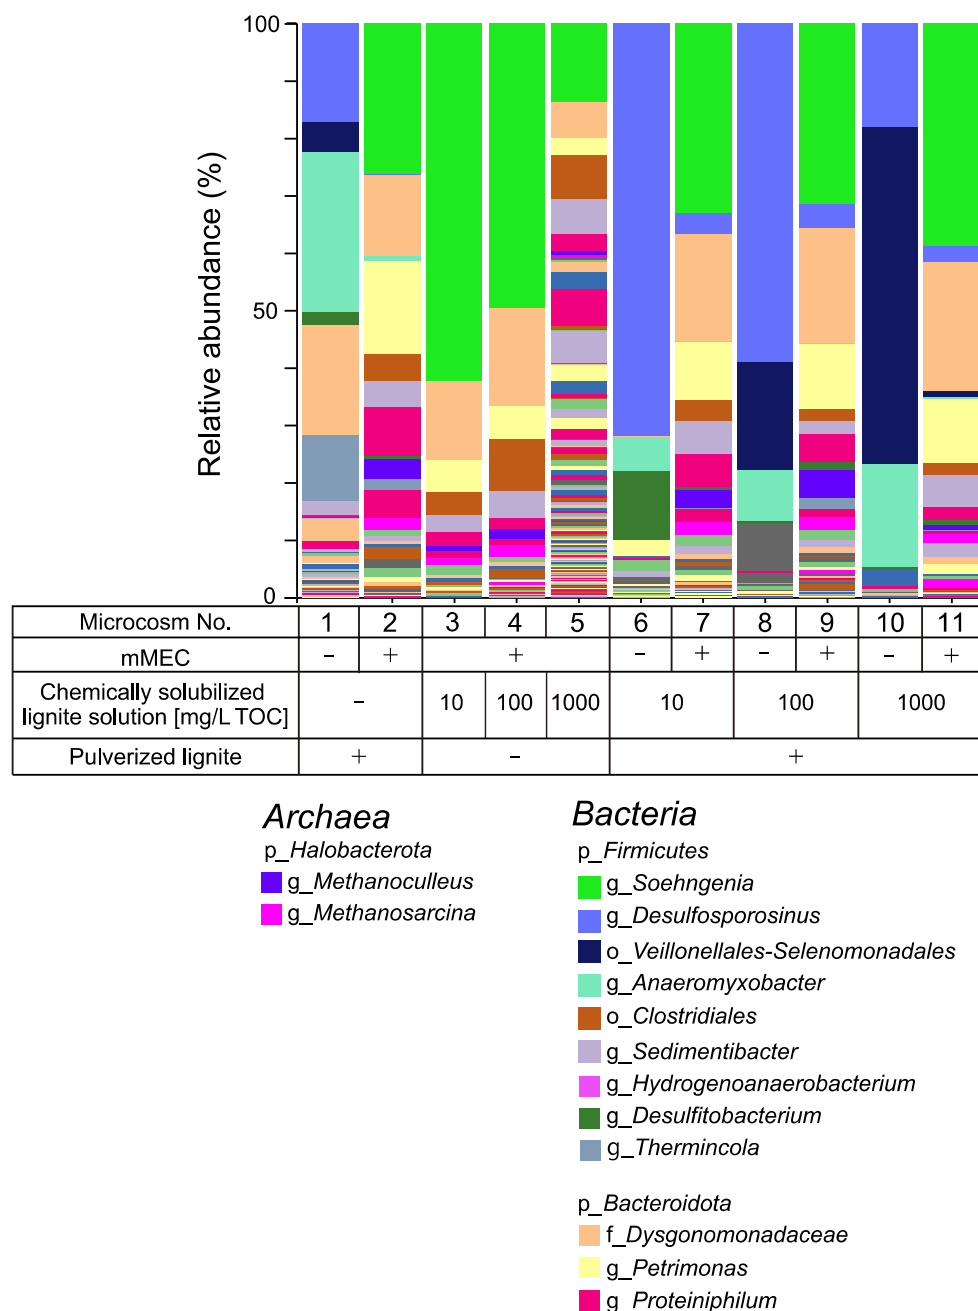 100
50
0
Relative abundance (%)
Microcosm No. 1 2 3 4 5 6 7 8 9 10 11
mMEC − + + − + − + − +
Chemically solubilized lignite solution [mg/L TOC] − 10 100 1000 10 100 1000
Pulverized lignite + − +
Archaea
p_Halobacterota
g_Methanoculleus
g_Methanosarcina
Bacteria
p_Firmicutes
g_Soehngenia
g_Desulfosporosinus
o_Veillonellales-Selenomonadales
g_Anaeromyxobacter
o_Clostridiales
g_Sedimentibacter
g_Hydrogenoanaerobacterium
g_Desulfitobacterium
g_Thermincola
p_Bacteroidota
f_Dysgonomonadaceae
g_Petrimonas
g_Proteiniphilum